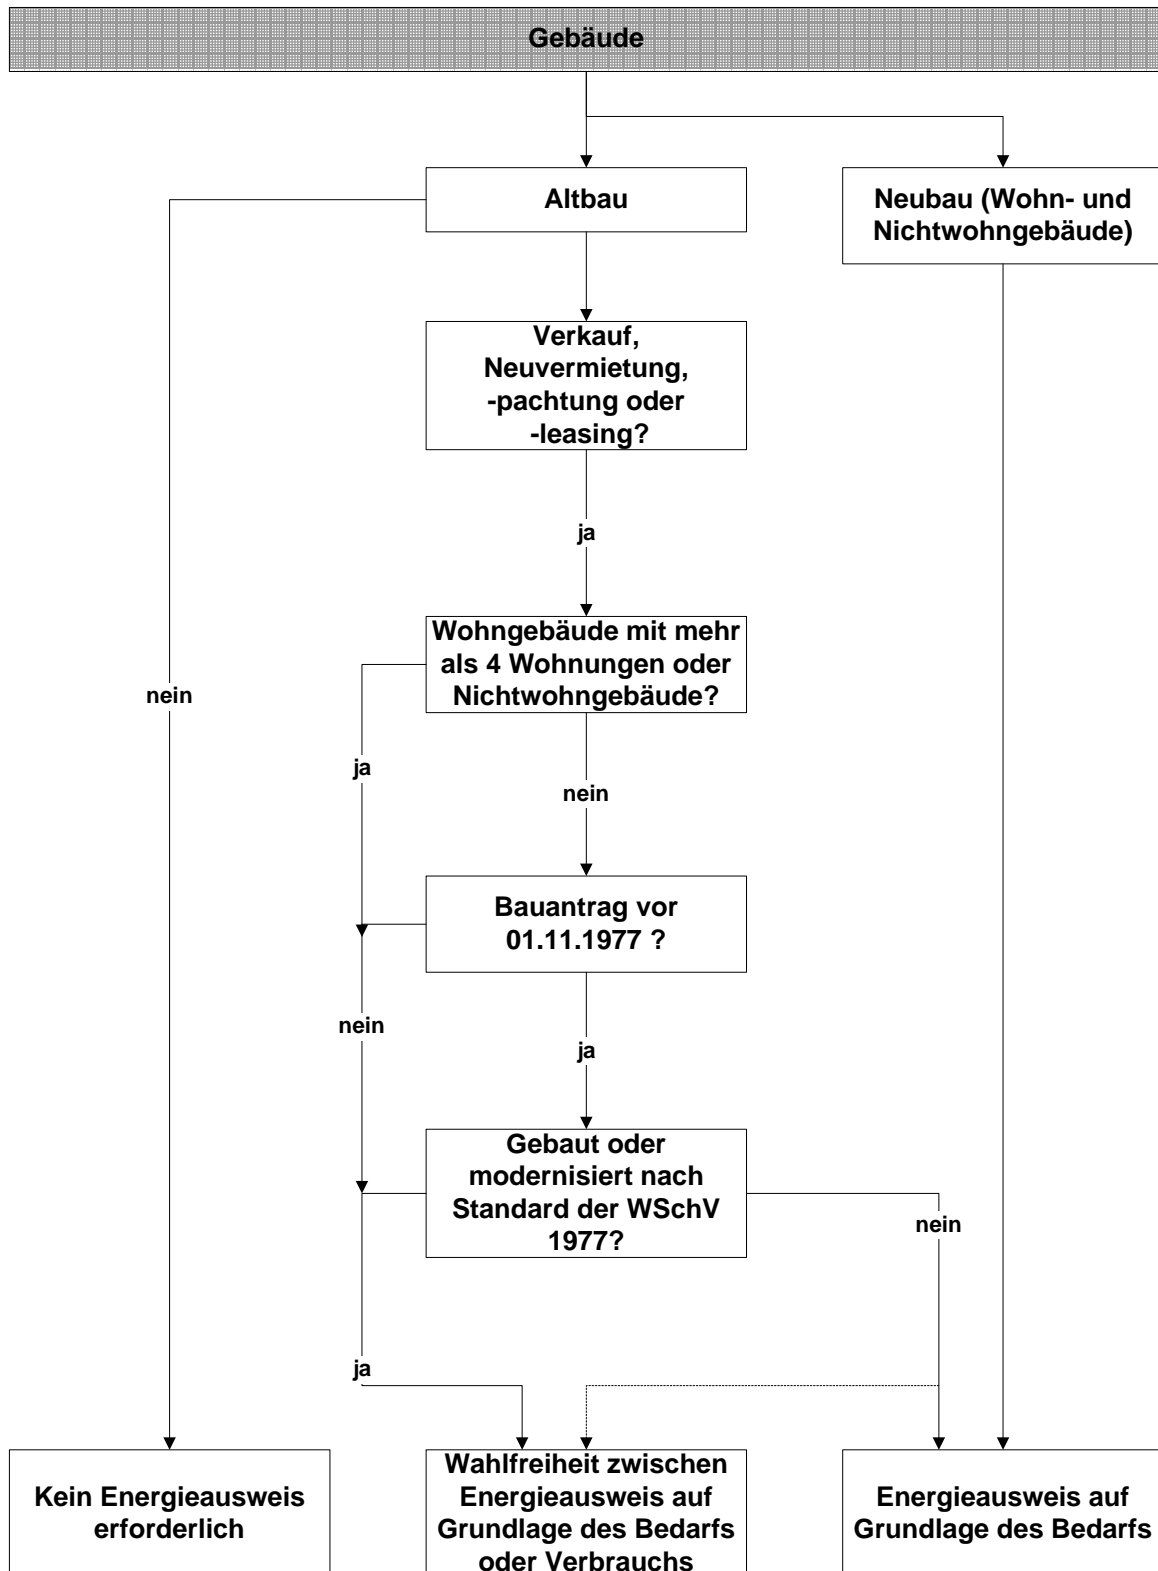 Gebäude
Altbau
Neubau (Wohn- und
Nichtwohngebäude)
Verkauf,
Neuvermietung,
-pachtung oder
-leasing?
ja
Wohngebäude mit mehr
als 4 Wohnungen oder
Nichtwohngebäude?
nein
ja
nein
Bauantrag vor
01.11.1977 ?
nein
ja
Gebaut oder
modernisiert nach
Standard der WSchV
1977?
nein
ja
Kein Energieausweis
erforderlich
Wahlfreiheit zwischen
Energieausweis auf
Grundlage des Bedarfs
oder Verbrauchs
Energieausweis auf
Grundlage des Bedarfs